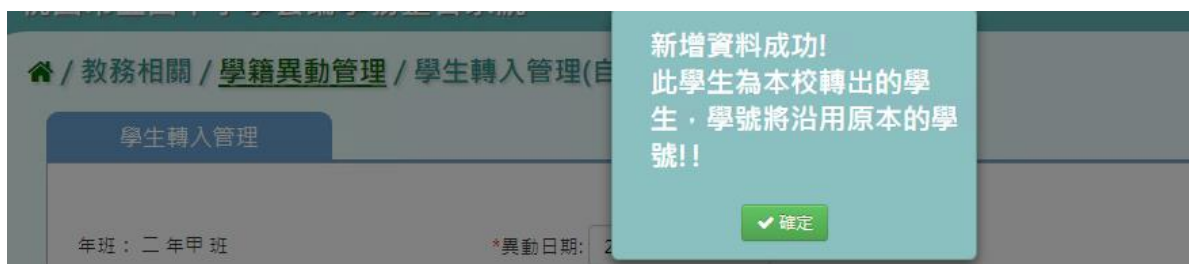 新增資料成功!
此學生為本校轉出的學
生，學號將沿用原本的學
號!!
確定
/ 教務相關 / 學籍異動管理 / 學生轉入管理(自
學生轉入管理
年班： 二 年甲 班
*異動日期: 2